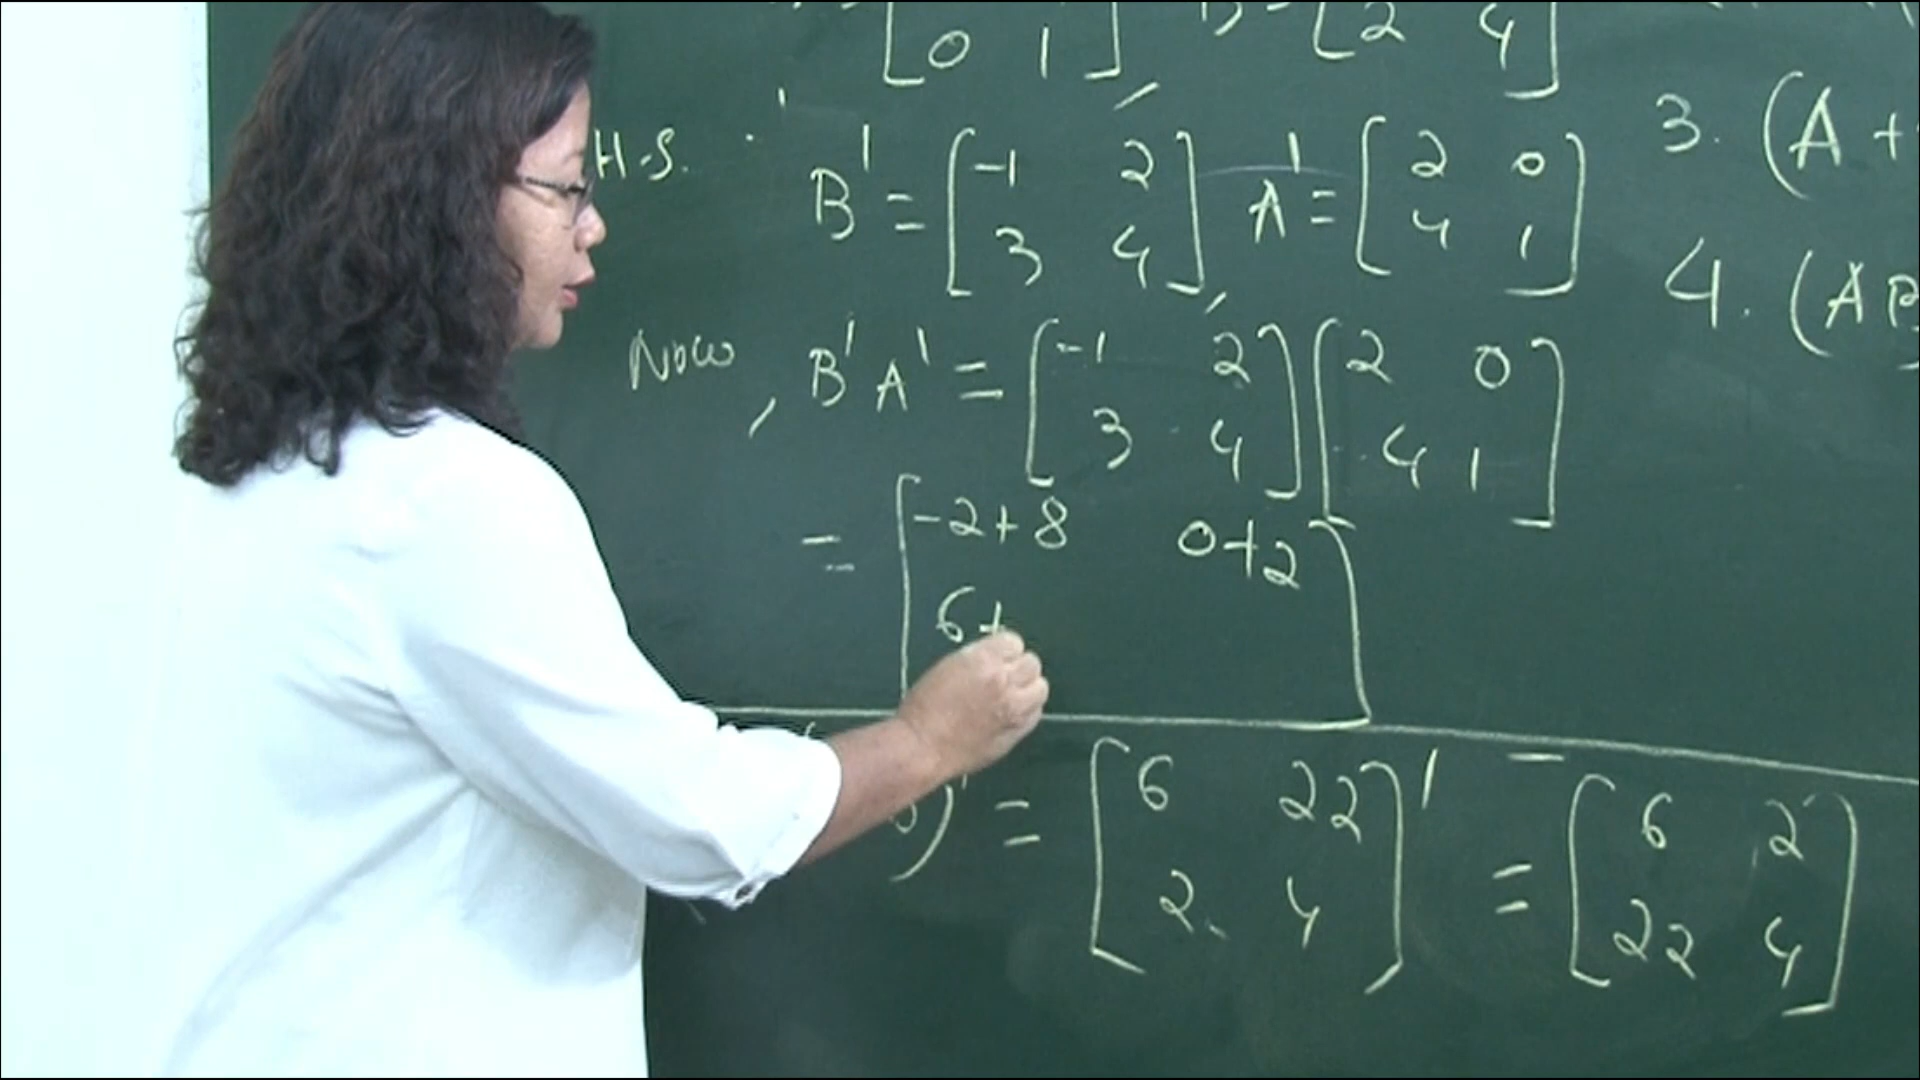 [0 1], B = [2 4]
H.S. B' = [-1 2 3 4], A' = [2 0 4 1] 3. (A +
4. (A B
Now, B'A' = [-1 2 3 4] [2 0 4 1]
= [-2+8 0+2
6+ ]
)' = [6 22 2 4]' = [6 2 22 4]